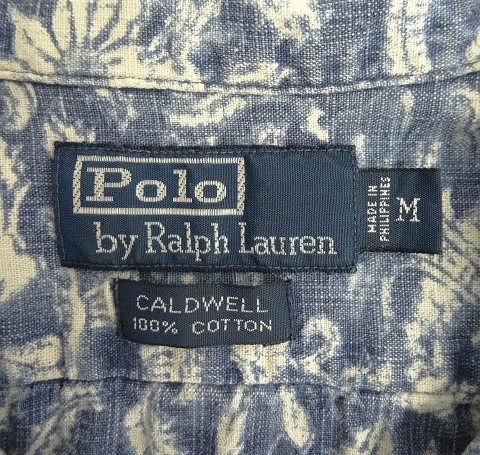 Polo
by Ralph Lauren
MADE IN
PHILIPPINES
M
CALDWELL
100% COTTON